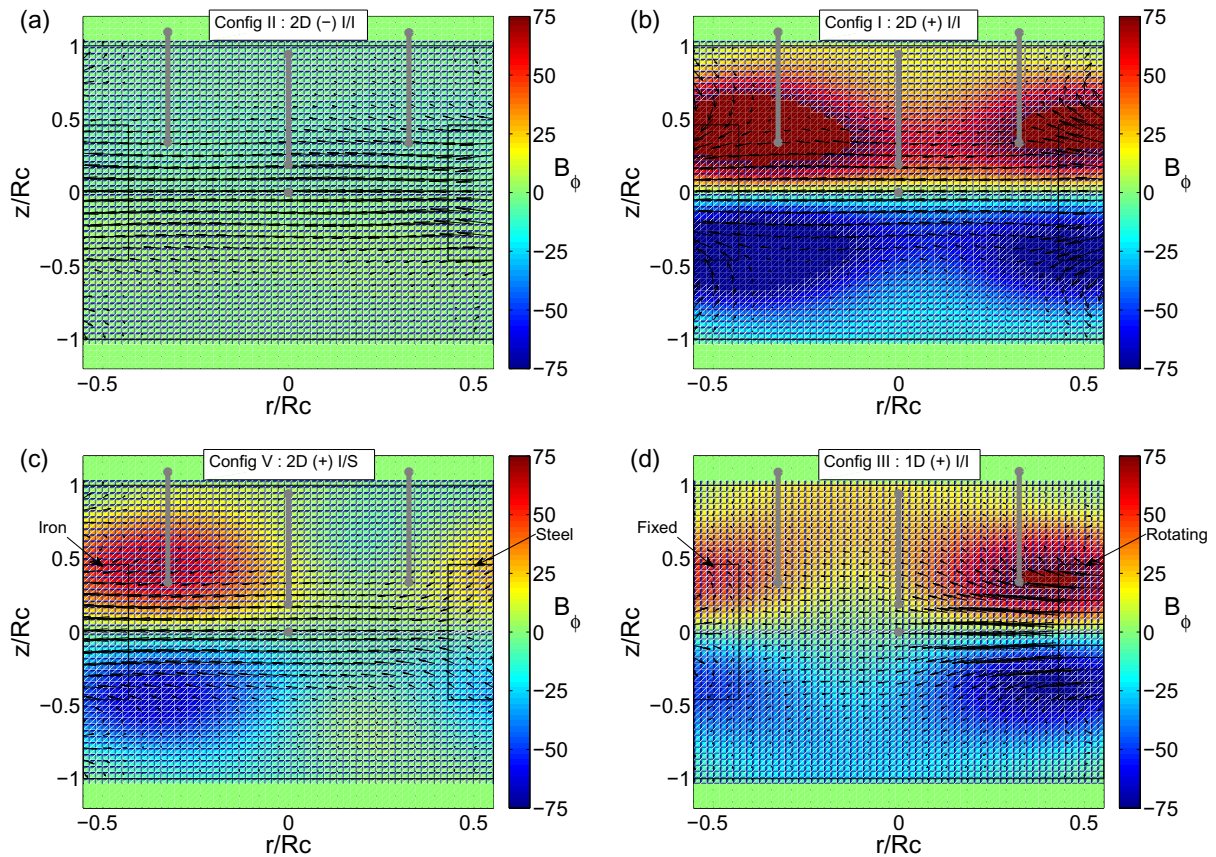 (a)
Config II : 2D (−) I/I
1
0.5
0
−0.5
−1
z/Rc
−0.5
0
0.5
r/Rc
75
50
25
0
−25
−50
−75
Bϕ
(b)
Config I : 2D (+) I/I
1
0.5
0
−0.5
−1
z/Rc
−0.5
0
0.5
r/Rc
75
50
25
0
−25
−50
−75
Bϕ
(c)
Config V : 2D (+) I/S
Iron
Steel
1
0.5
0
−0.5
−1
z/Rc
−0.5
0
0.5
r/Rc
75
50
25
0
−25
−50
−75
Bϕ
(d)
Config III : 1D (+) I/I
Fixed
Rotating
1
0.5
0
−0.5
−1
z/Rc
−0.5
0
0.5
r/Rc
75
50
25
0
−25
−50
−75
Bϕ